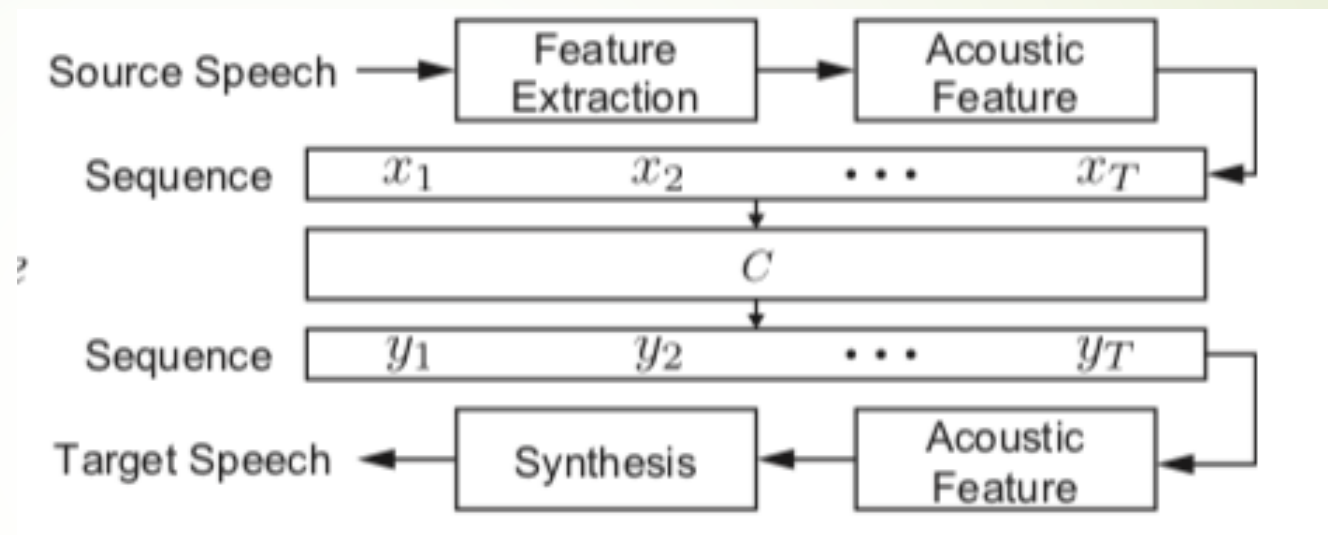 Source Speech
Feature
Extraction
Acoustic
Feature
Sequence
x1 x2 ... xT
C
Sequence
y1 y2 ... yT
Target Speech
Synthesis
Acoustic
Feature